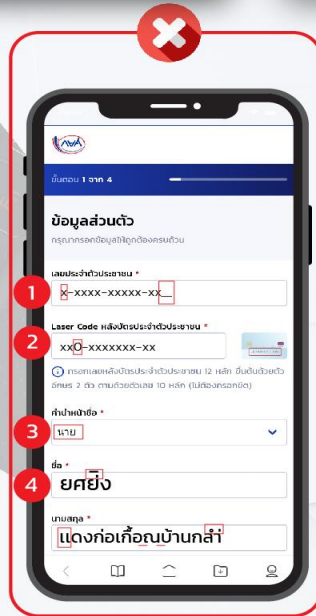 ขั้นตอน 1 จาก 4
ข้อมูลส่วนตัว
กรุณากรอกข้อมูลให้ถูกต้องครบถ้วน
เลขประจำตัวประชาชน *
1
x-xxxx-xxxxx-xx__
Laser Code หลังบัตรประจำตัวประชาชน *
2
xxO-xxxxxxx-xx
กรอกเลขหลังบัตรประชาชน 12 หลัก ขึ้นต้นด้วยตัว
อักษร 2 ตัว ตามด้วยตัวเลข 10 หลัก (ไม่ต้องกรอกขีด)
คำนำหน้าชื่อ *
3
นาย
ชื่อ *
4
ยศยิ่ง
นามสกุล *
แดงก่อเกื้อฌบ้านกลำ่